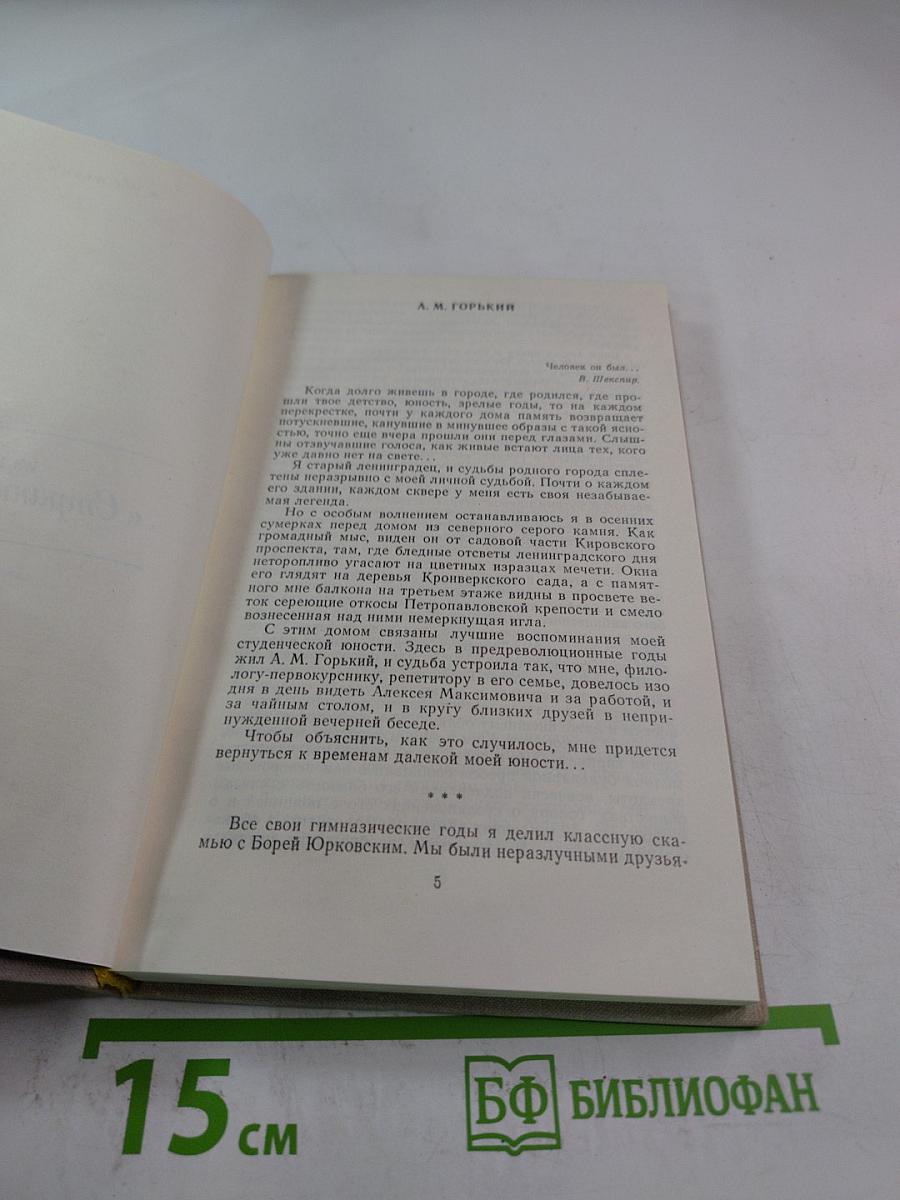 А. М. ГОРЬКИЙ
Человек он был...
В. Шекспир.
Когда долго живешь в городе, где родился, где про-
шли твое детство, юность, зрелые годы, то на каждом
перекрестке, почти у каждого дома память возвращает
потускневшие, канувшие в минувшее образы с такой ясно-
стью, точно еще вчера прошли они перед глазами. Слыш-
ны отзвучавшие голоса, как живые встают лица тех, кого
уже давно нет на свете...
Я старый ленинградец, и судьбы родного города спле-
тены неразрывно с моей личной судьбой. Почти о каждом
его здании, каждом сквере у меня есть своя незабывае-
мая легенда.
Но с особым волнением останавливаюсь я в осенних
сумерках перед домом из северного серого камня. Как
громадный мыс, виден он от садовой части Кировского
проспекта, там, где бледные отсветы ленинградского дня
неторопливо угасают на цветных изразцах мечети. Окна
его глядят на деревья Кронверкского сада, а с памят-
ного мне балкона на третьем этаже видны в просвете ве-
ток сереющие откосы Петропавловской крепости и смело
вознесенная над ними немеркнущая игла.
С этим домом связаны лучшие воспоминания моей
студенческой юности. Здесь в предреволюционные годы
жил А. М. Горький, и судьба устроила так, что мне, фило-
логу-первокурснику, репетитору в его семье, довелось изо
дня в день видеть Алексея Максимовича и за работой, и
за чайным столом, и в кругу близких друзей в непри-
нужденной вечерней беседе.
Чтобы объяснить, как это случилось, мне придется
вернуться к временам далекой моей юности...
* * *
Все свои гимназические годы я делил классную ска-
мью с Борей Юрковским. Мы были неразлучными друзья-
5
15 см
БФ БИБЛИОФАН